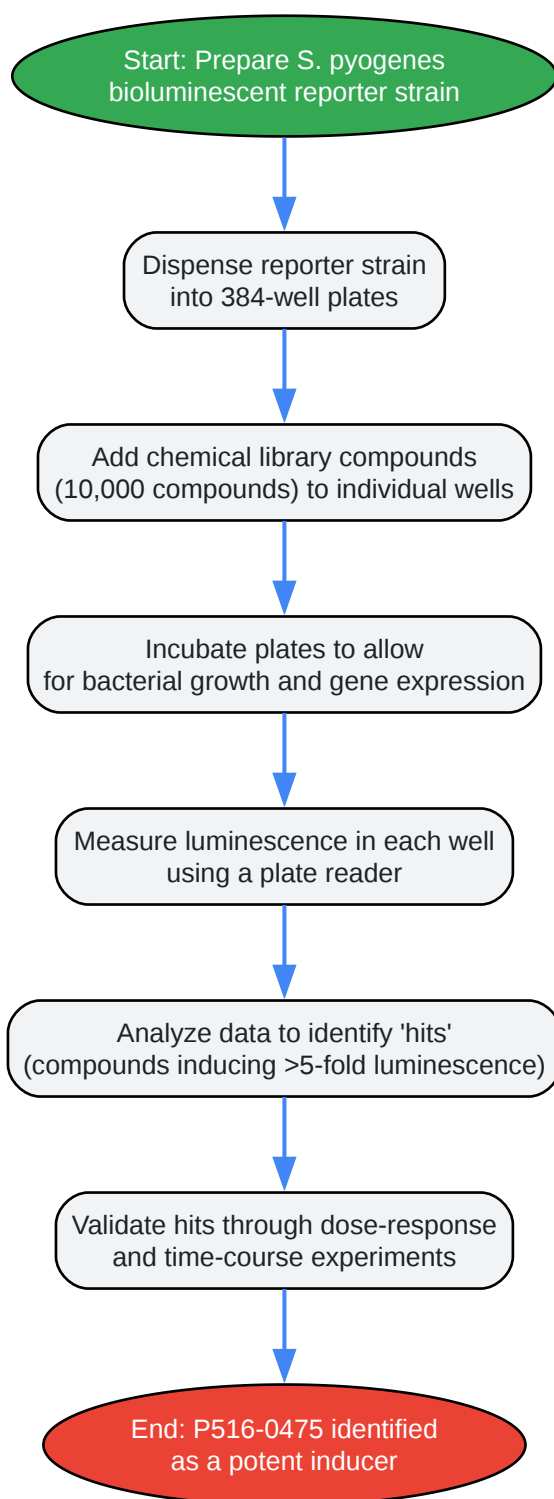 Start: Prepare S. pyogenes
bioluminescent reporter strain
Dispense reporter strain
into 384-well plates
Add chemical library compounds
(10,000 compounds) to individual wells
Incubate plates to allow
for bacterial growth and gene expression
Measure luminescence in each well
using a plate reader
Analyze data to identify 'hits'
(compounds inducing >5-fold luminescence)
Validate hits through dose-response
and time-course experiments
End: P516-0475 identified
as a potent inducer